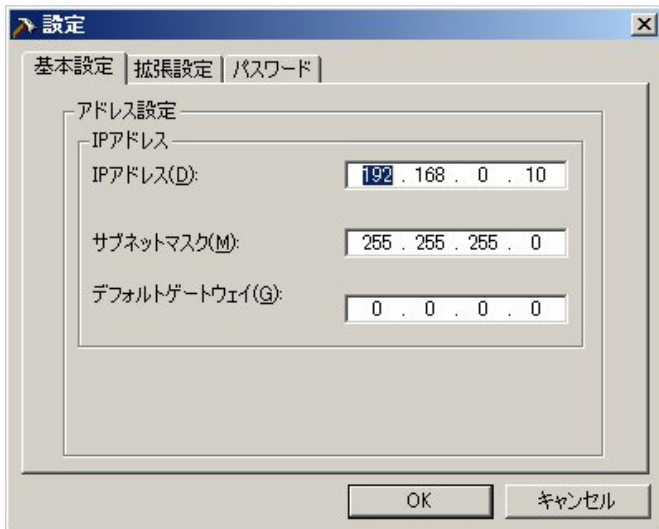 設定
基本設定 拡張設定 パスワード
アドレス設定
IPアドレス
IPアドレス(D): 192 . 168 . 0 . 10
サブネットマスク(M): 255 . 255 . 255 . 0
デフォルトゲートウェイ(G): 0 . 0 . 0 . 0
OK キャンセル